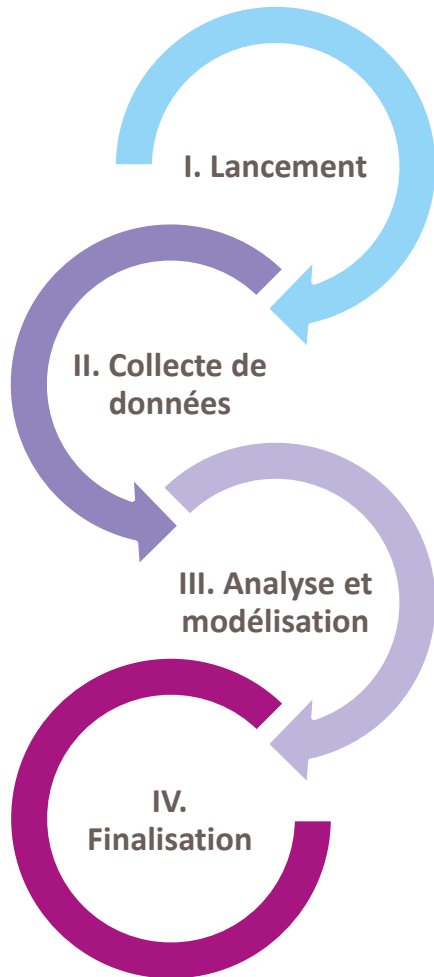 I. Lancement
II. Collecte de
données
III. Analyse et
modélisation
IV.
Finalisation